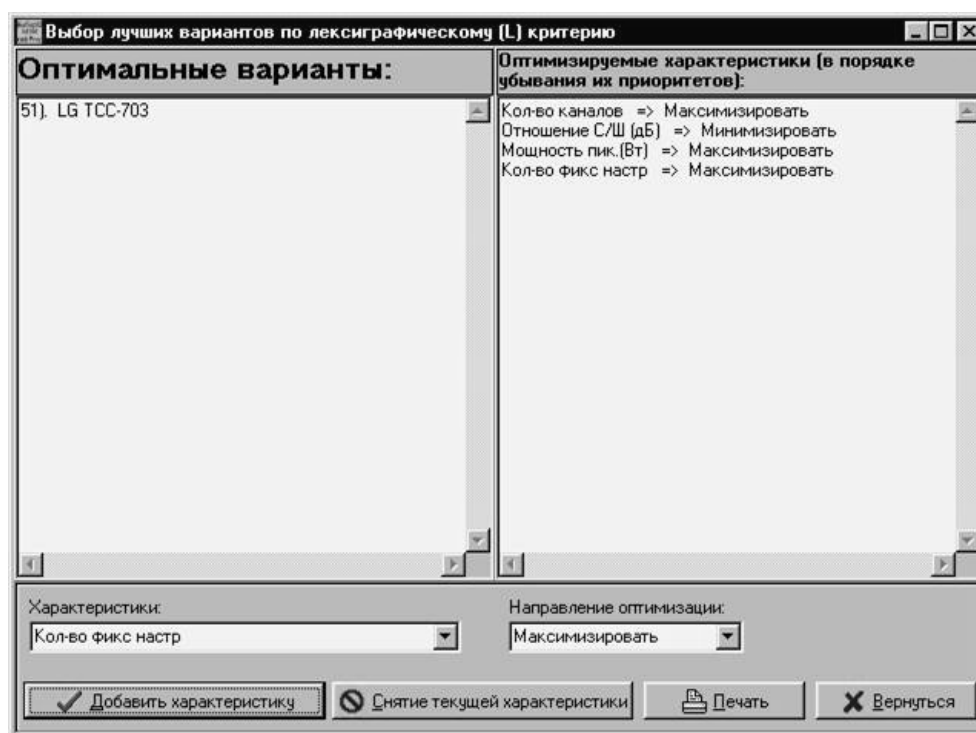 Выбор лучших вариантов по лексиграфическому (L) критерию
Оптимальные варианты:
Оптимизируемые характеристики (в порядке
убывания их приоритетов):
51). LG TCC-703
Кол-во каналов => Максимизировать
Отношение С/Ш (дБ) => Минимизировать
Мощность пик.(Вт) => Максимизировать
Кол-во фикс настр => Максимизировать
Характеристики:
Кол-во фикс настр
Направление оптимизации:
Максимизировать
Добавить характеристику
Снятие текущей характеристики
Печать
Вернуться